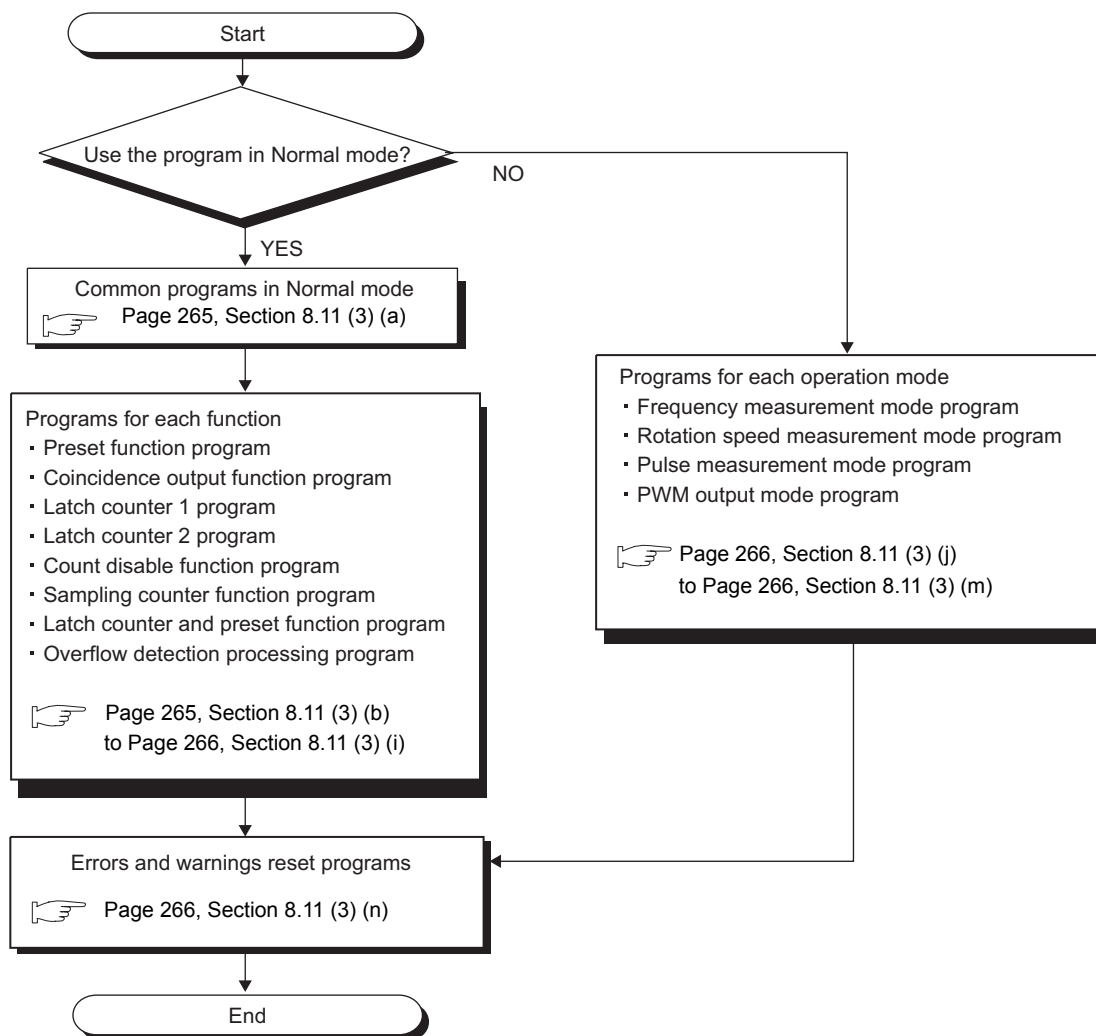 Start
Use the program in Normal mode?
NO
YES
Common programs in Normal mode
Page 265, Section 8.11 (3) (a)
Programs for each function
・Preset function program
・Coincidence output function program
・Latch counter 1 program
・Latch counter 2 program
・Count disable function program
・Sampling counter function program
・Latch counter and preset function program
・Overflow detection processing program
Page 265, Section 8.11 (3) (b)
to Page 266, Section 8.11 (3) (i)
Programs for each operation mode
・Frequency measurement mode program
・Rotation speed measurement mode program
・Pulse measurement mode program
・PWM output mode program
Page 266, Section 8.11 (3) (j)
to Page 266, Section 8.11 (3) (m)
Errors and warnings reset programs
Page 266, Section 8.11 (3) (n)
End